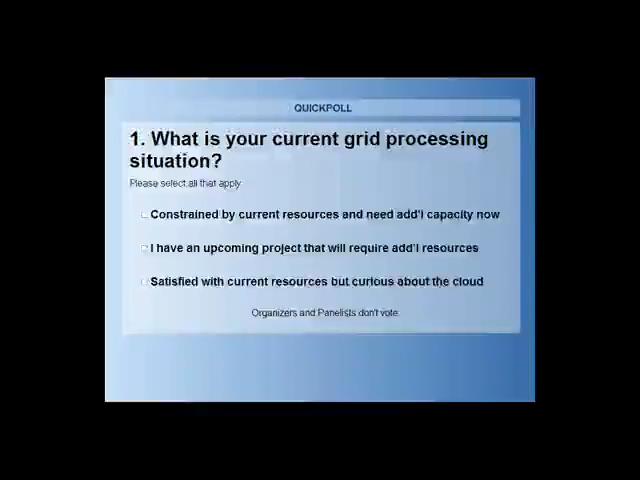 QUICKPOLL
1. What is your current grid processing
situation?
Please select all that apply
Constrained by current resources and need add'l capacity now
I have an upcoming project that will require add'l resources
Satisfied with current resources but curious about the cloud
Organizers and Panelists don't vote.